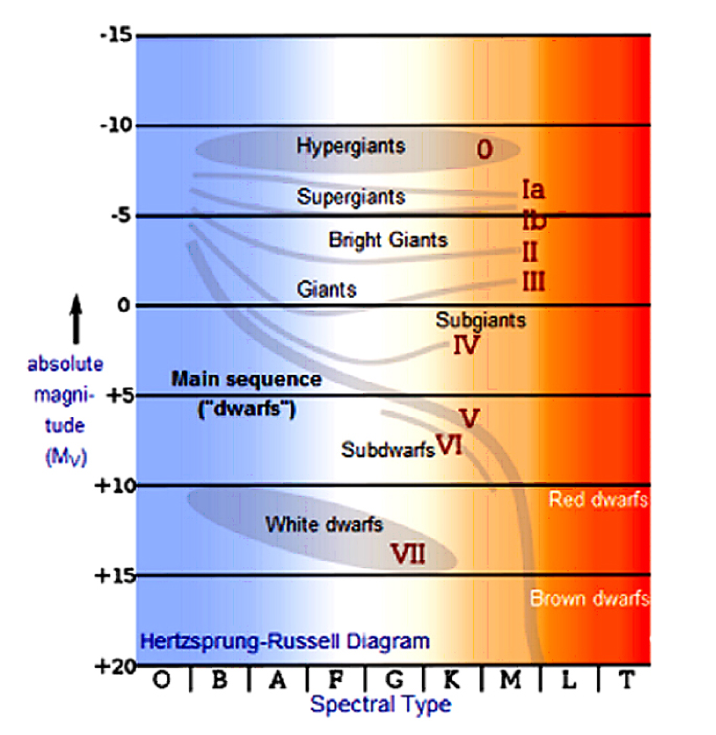 -15
-10
Hypergiants 0
Ia
Supergiants
-5
Ib
Bright Giants
II
III
Giants
0
Subgiants
IV
absolute
magni-
tude
(MV)
Main sequence
+5
("dwarfs")
V
Subdwarfs VI
+10
Red dwarfs
White dwarfs
VII
+15
Brown dwarfs
Hertzsprung-Russell Diagram
+20
O | B | A | F | G | K | M | L | T
Spectral Type